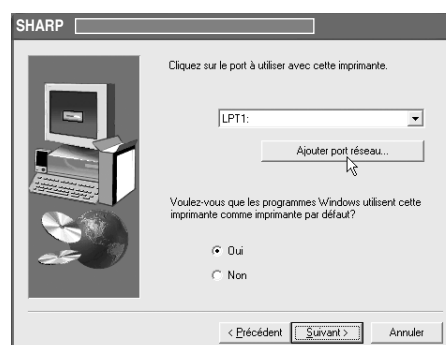 SHARP
Cliquez sur le port à utiliser avec cette imprimante.
LPT1:
Ajouter port réseau...
Voulez-vous que les programmes Windows utilisent cette
imprimante comme imprimante par défaut?
Oui
Non
< Précédent
Suivant >
Annuler